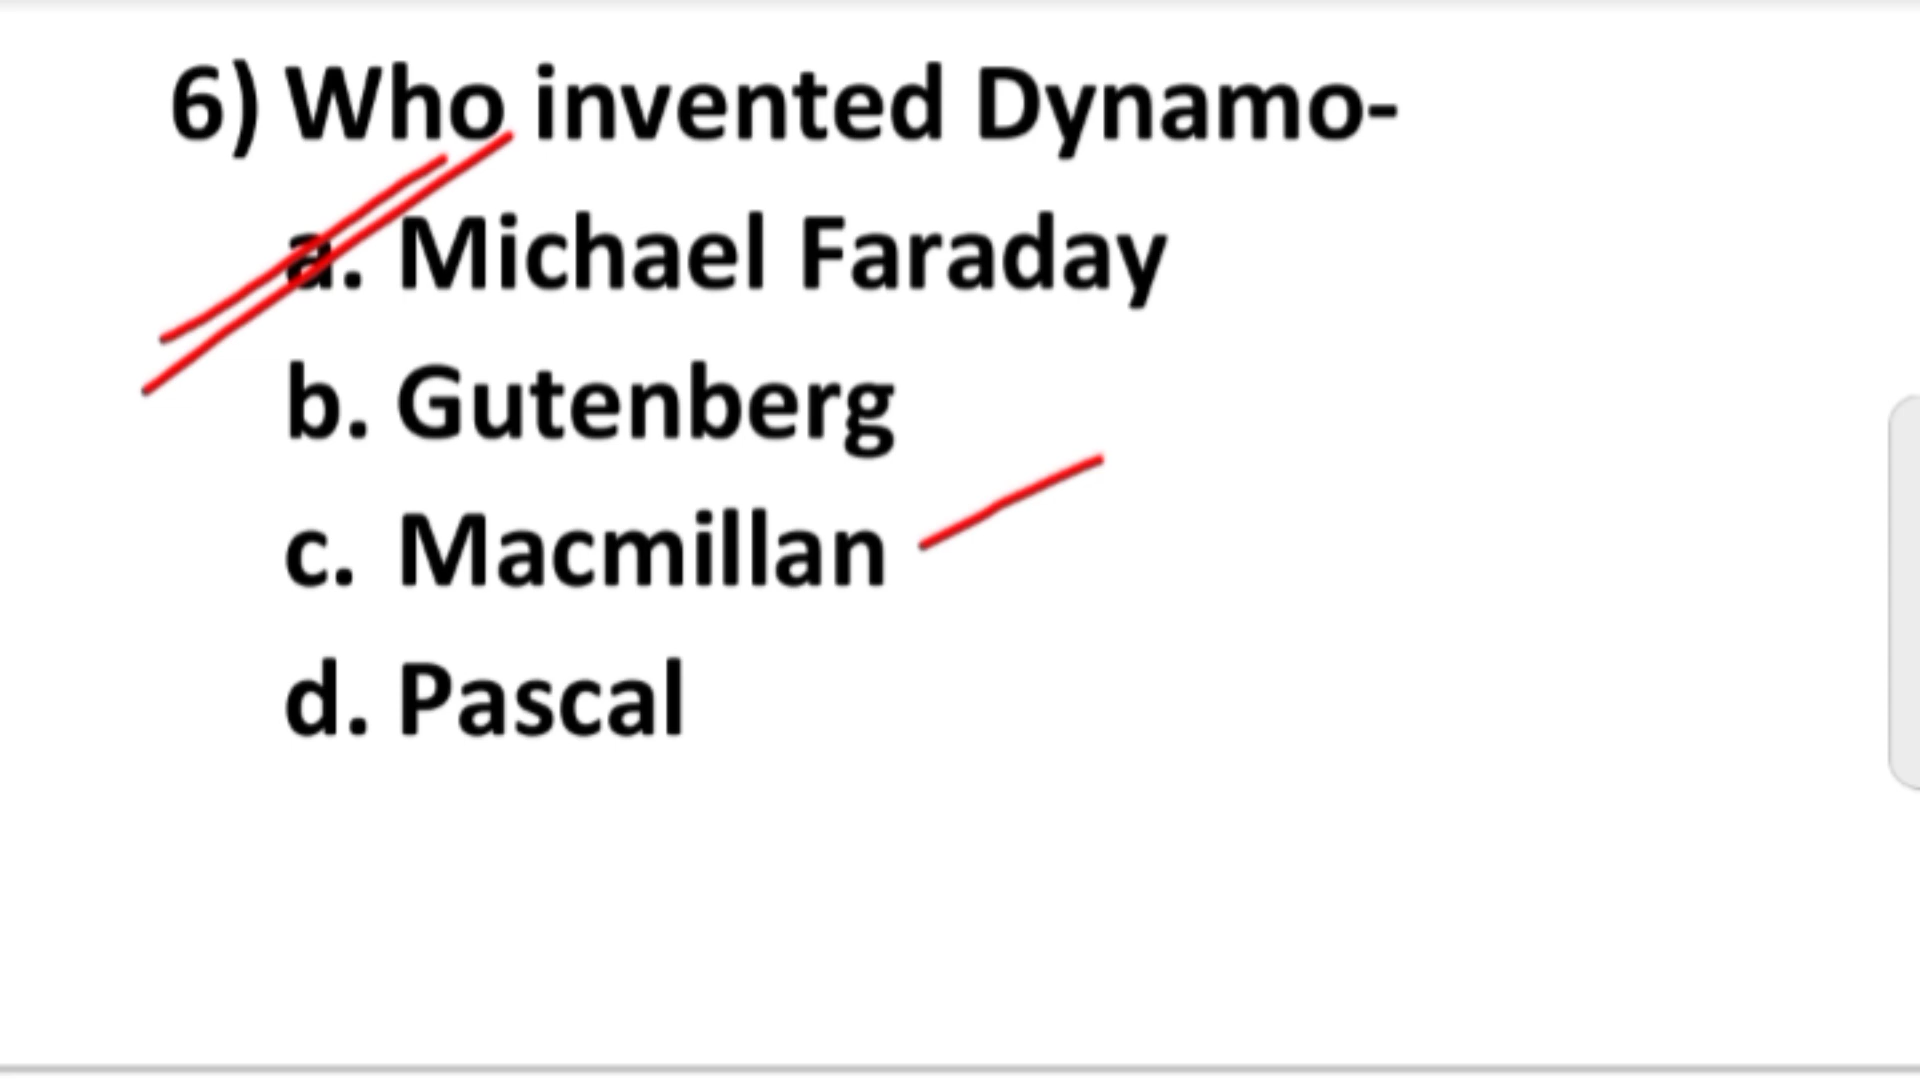 6) Who invented Dynamo-
a. Michael Faraday
b. Gutenberg
c. Macmillan
d. Pascal